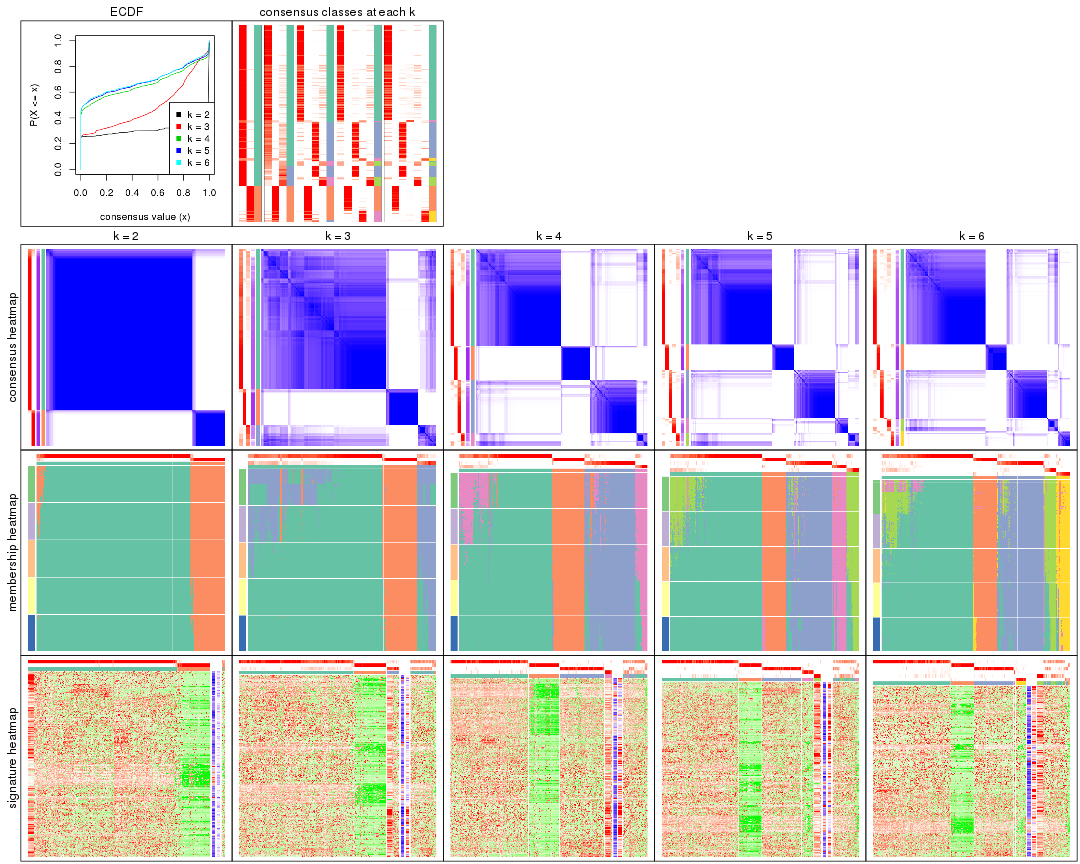 ECDF
consensus classes at each k
P(X <= x)
0.0 0.2 0.4 0.6 0.8 1.0
k = 2
k = 3
k = 4
k = 5
k = 6
0.0 0.2 0.4 0.6 0.8 1.0
consensus value (x)
k = 2
k = 3
k = 4
k = 5
k = 6
consensus heatmap
membership heatmap
signature heatmap